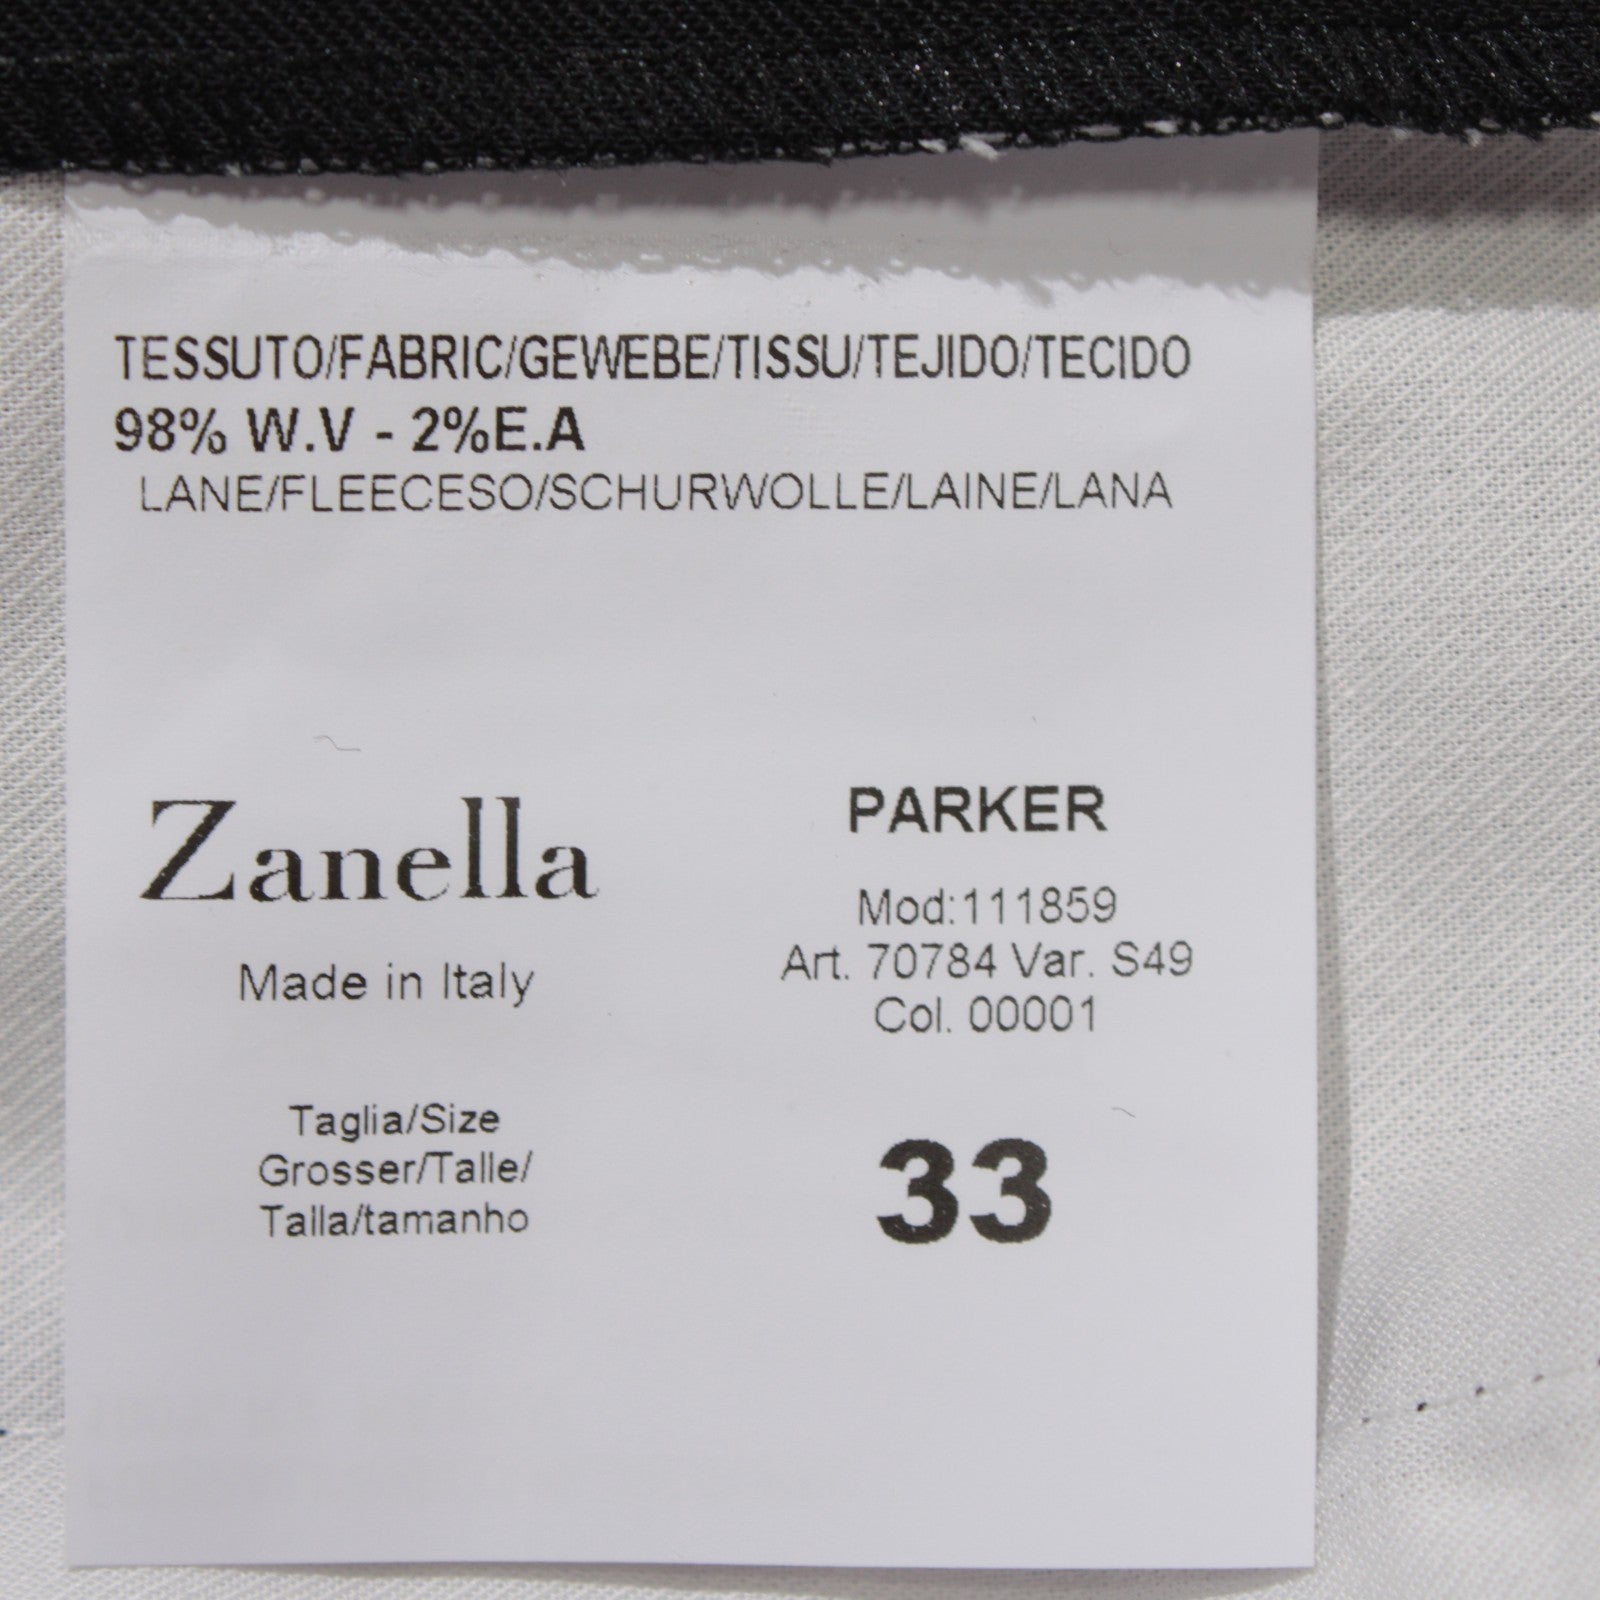 TESSUTO/FABRIC/GEWEBE/TISSU/TEJIDO/TECIDO
98% W.V - 2%E.A
LANE/FLEECESO/SCHURWOLLE/LAINE/LANA
Zanella
Made in Italy
PARKER
Mod:111859
Art. 70784 Var. S49
Col. 00001
Taglia/Size
Grosser/Talle/
Talla/tamanho
33